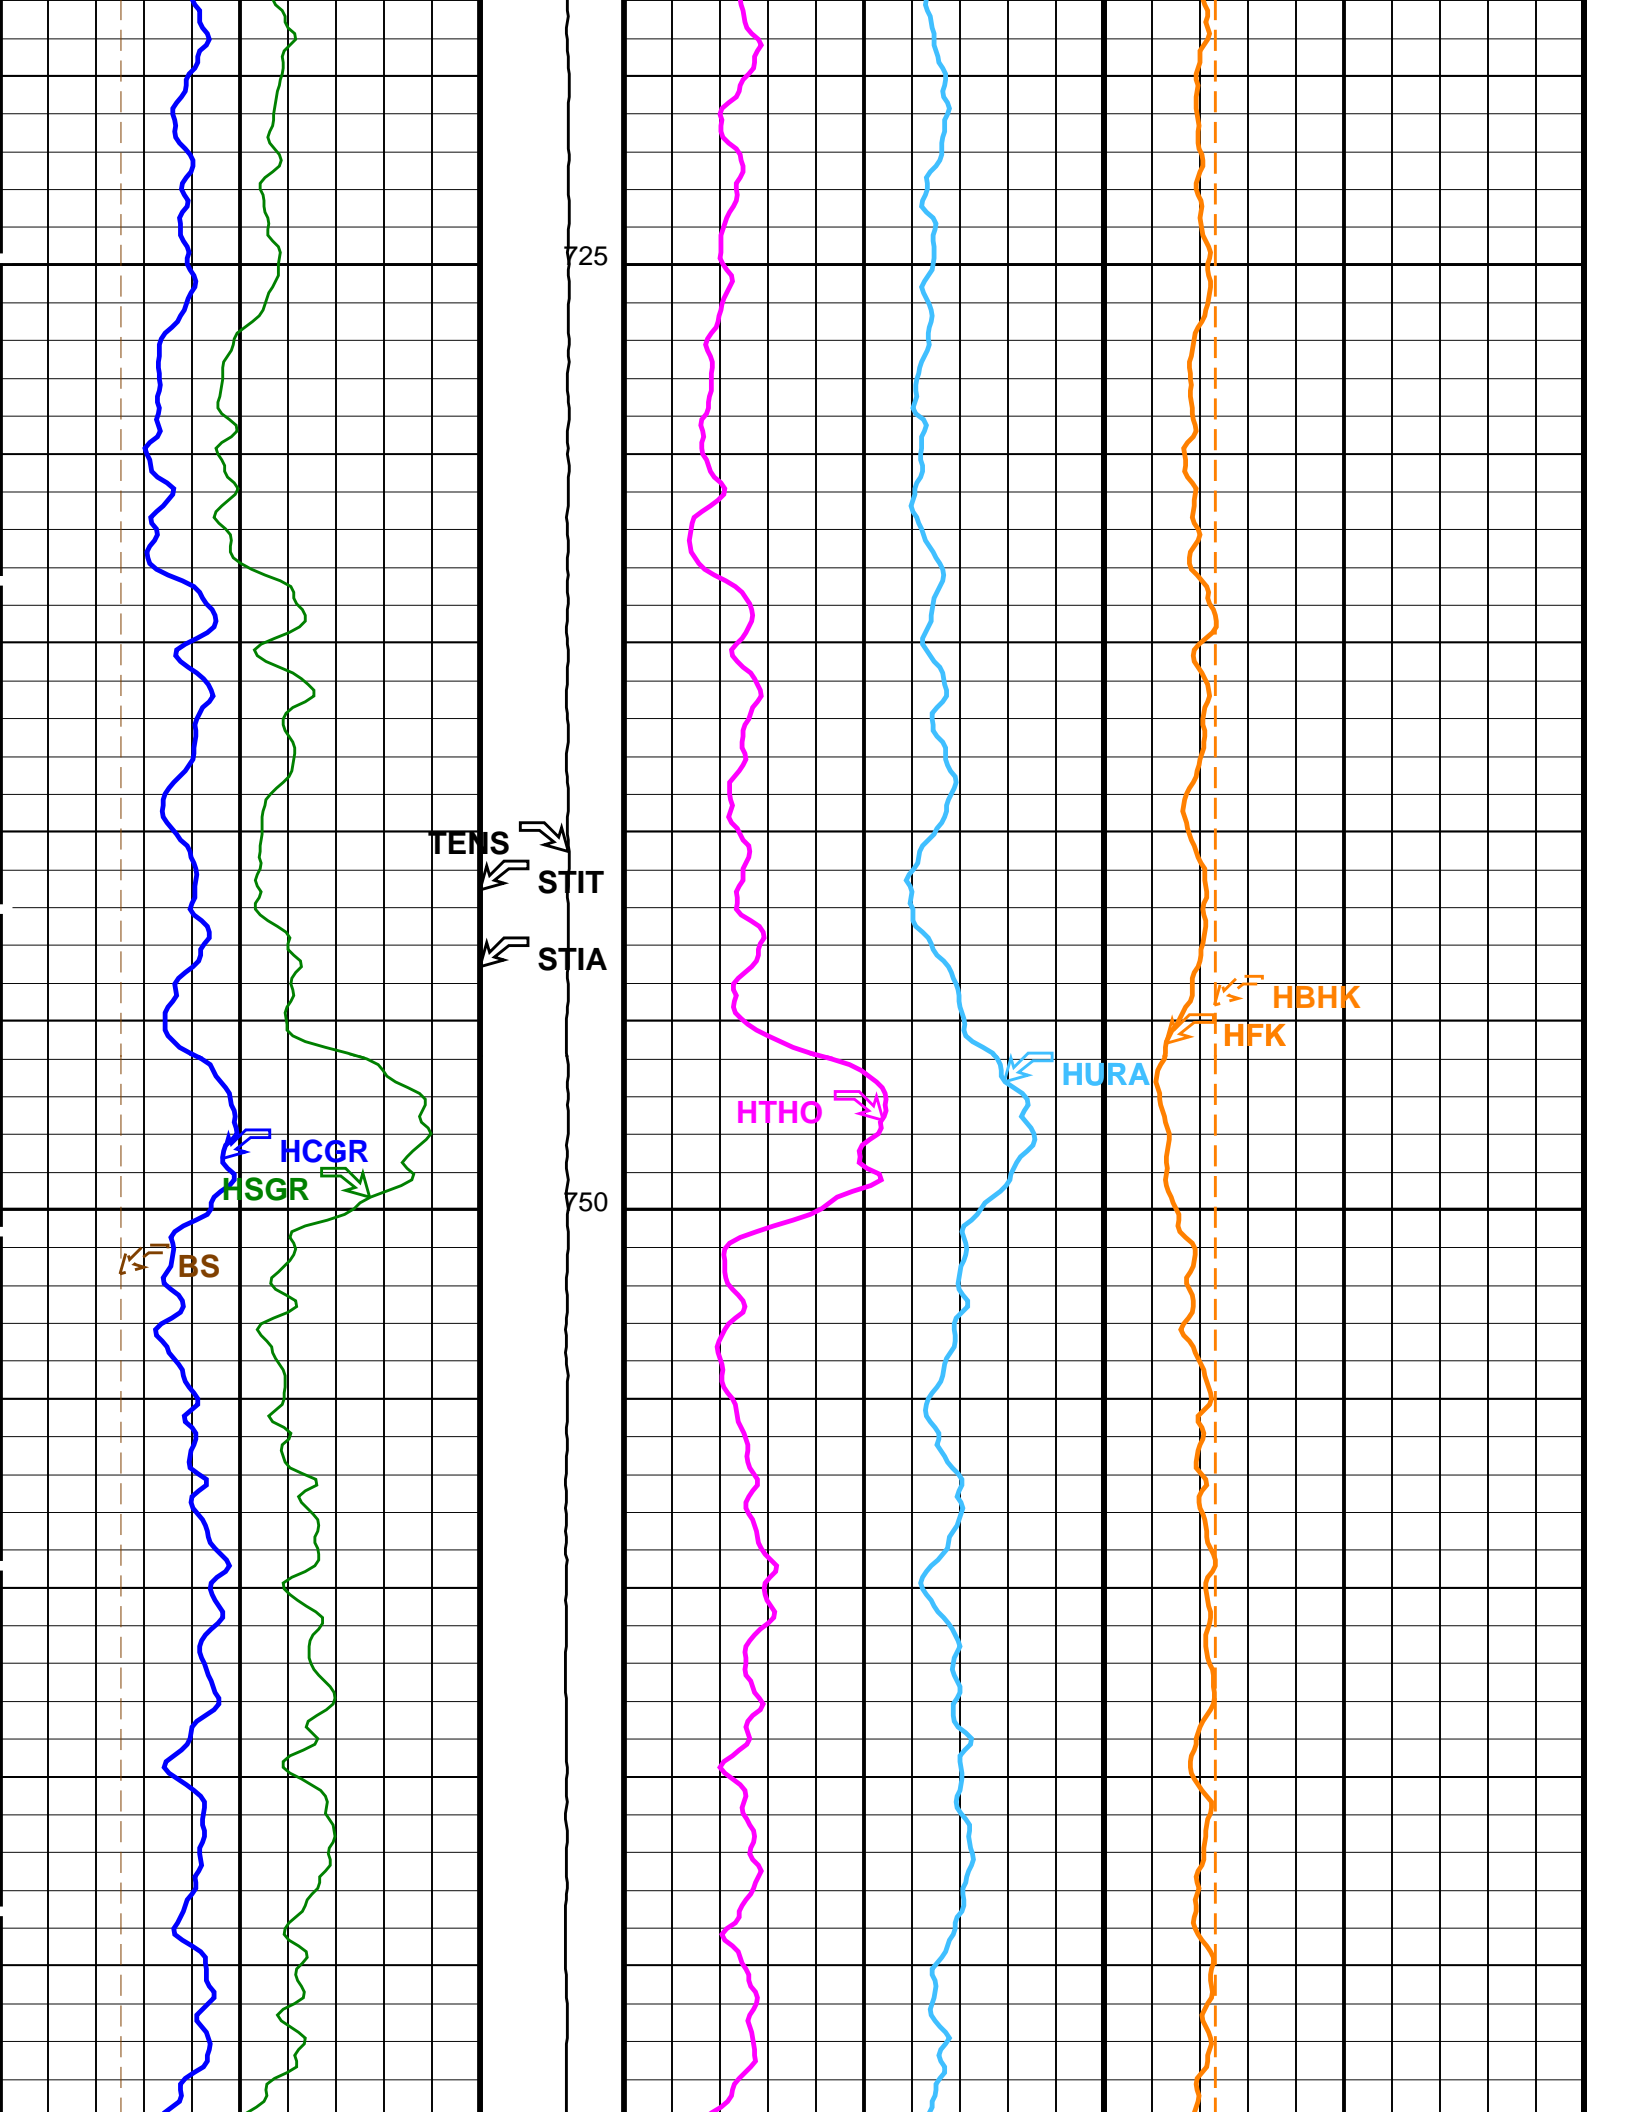 725
TENS
STIT
STIA
HBHK
HFK
HURA
HTHO
HCGR
HSGR
750
BS